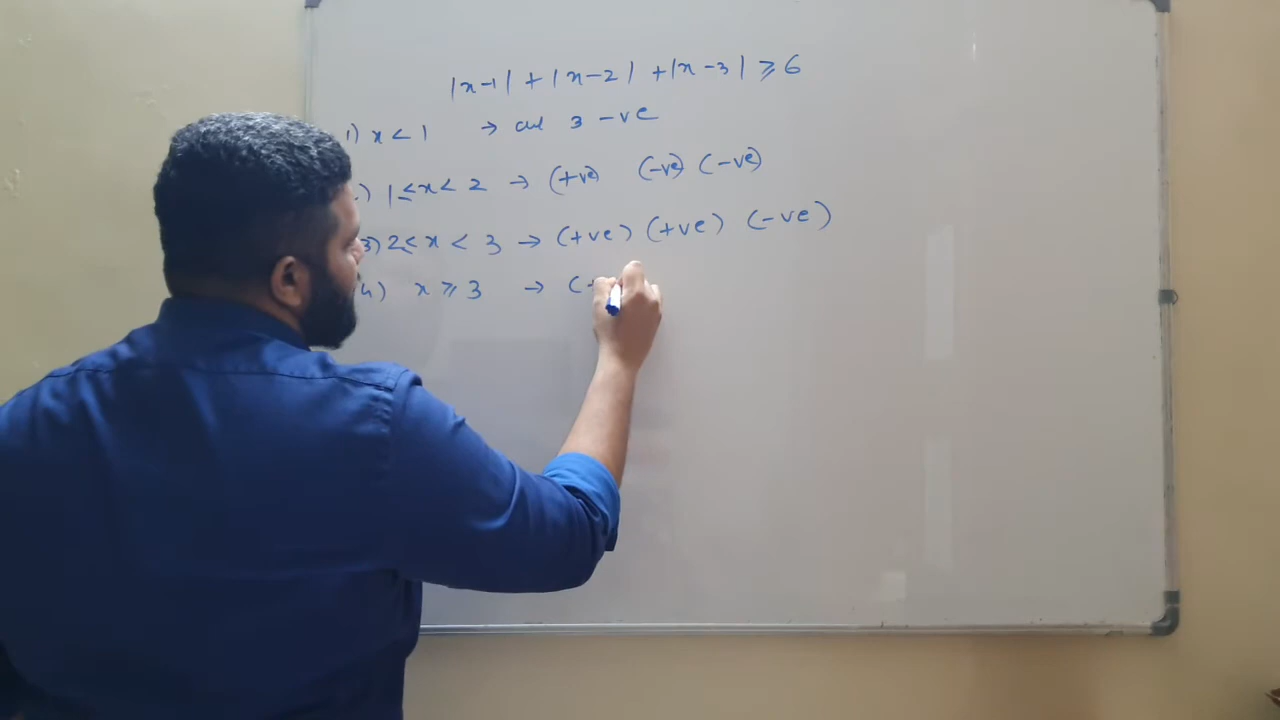 |x-1| + |x-2| + |x-3| ≥ 6
1) x < 1 → all 3 -ve
) 1 ≤ x < 2 → (+ve) (-ve) (-ve)
3) 2 ≤ x < 3 → (+ve) (+ve) (-ve)
4) x ≥ 3 → (+